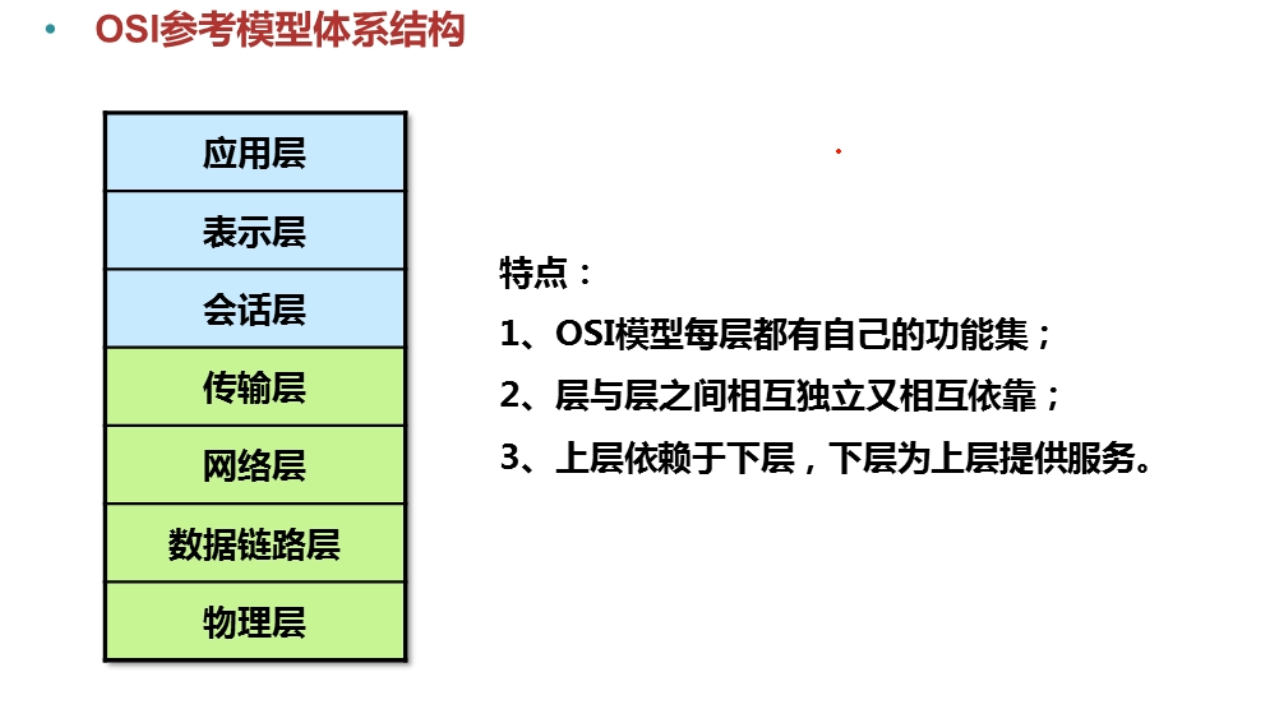 • OSI参考模型体系结构
应用层
表示层
会话层
传输层
网络层
数据链路层
物理层
特点：
1、OSI模型每层都有自己的功能集；
2、层与层之间相互独立又相互依靠；
3、上层依赖于下层，下层为上层提供服务。